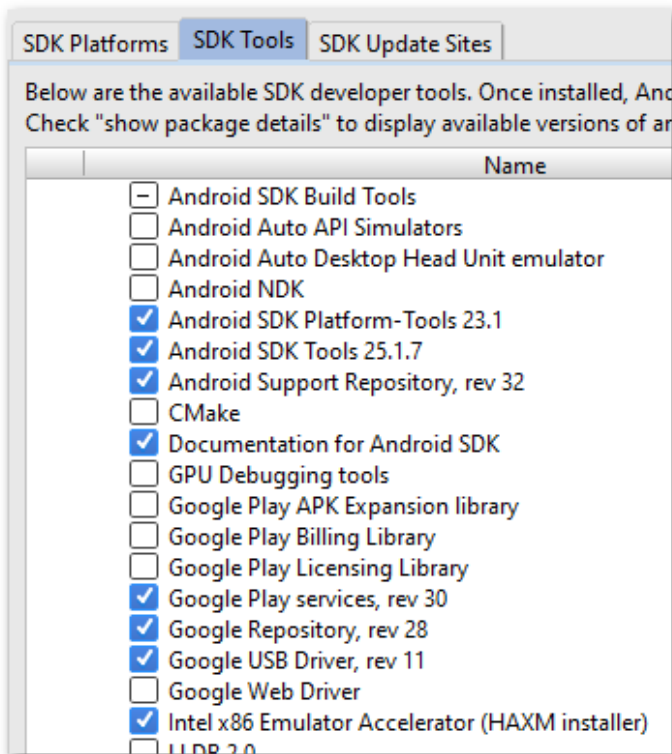 SDK Platforms SDK Tools SDK Update Sites
Below are the available SDK developer tools. Once installed,
Check "show package details" to display available versions of
Name
Android SDK Build Tools
Android Auto API Simulators
Android Auto Desktop Head Unit emulator
Android NDK
Android SDK Platform-Tools 23.1
Android SDK Tools 25.1.7
Android Support Repository, rev 32
CMake
Documentation for Android SDK
GPU Debugging tools
Google Play APK Expansion library
Google Play Billing Library
Google Play Licensing Library
Google Play services, rev 30
Google Repository, rev 28
Google USB Driver, rev 11
Google Web Driver
Intel x86 Emulator Accelerator (HAXM installer)